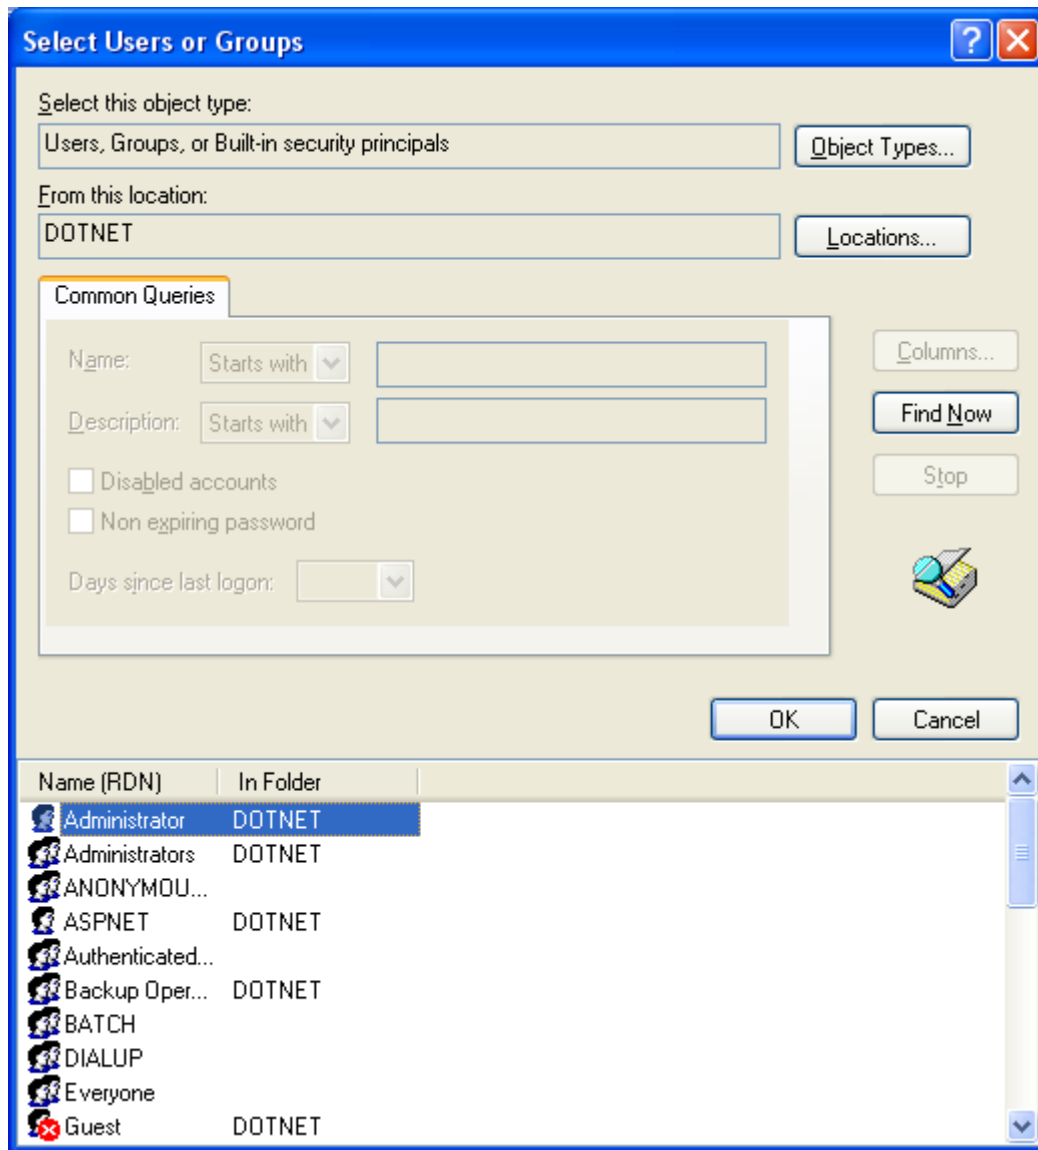 Select Users or Groups
Select this object type:
Users, Groups, or Built-in security principals
Object Types...
From this location:
DOTNET
Locations...
Common Queries
Name:
Starts with
Columns...
Description:
Starts with
Find Now
Disabled accounts
Stop
Non expiring password
Days since last logon:
OK
Cancel
Name (RDN) In Folder
Administrator DOTNET
Administrators DOTNET
ANONYMOU...
ASPNET DOTNET
Authenticated...
Backup Oper... DOTNET
BATCH
DIALUP
Everyone
Guest DOTNET